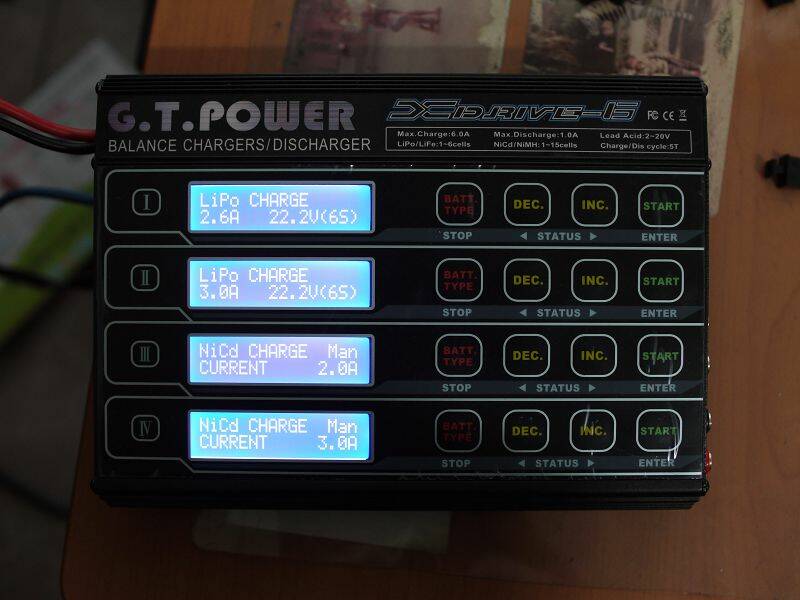 G.T.POWER
BALANCE CHARGERS/DISCHARGER
XDRIVE-6
FC CE
Max.Charge:6.0A Max.Discharge:1.0A Lead Acid:2~20V
LiPo/LiFe:1~6cells NiCd/NiMH:1~15cells Charge/Dis cycle:5T
I
LiPo CHARGE
2.6A 22.2V(6S)
BATT. TYPE DEC. INC. START
STOP ◀ STATUS ▶ ENTER
II
LiPo CHARGE
3.0A 22.2V(6S)
BATT. TYPE DEC. INC. START
STOP ◀ STATUS ▶ ENTER
III
NiCd CHARGE Man
CURRENT 2.0A
BATT. TYPE DEC. INC. START
STOP ◀ STATUS ▶ ENTER
IV
NiCd CHARGE Man
CURRENT 3.0A
BATT. TYPE DEC. INC. START
STOP ◀ STATUS ▶ ENTER